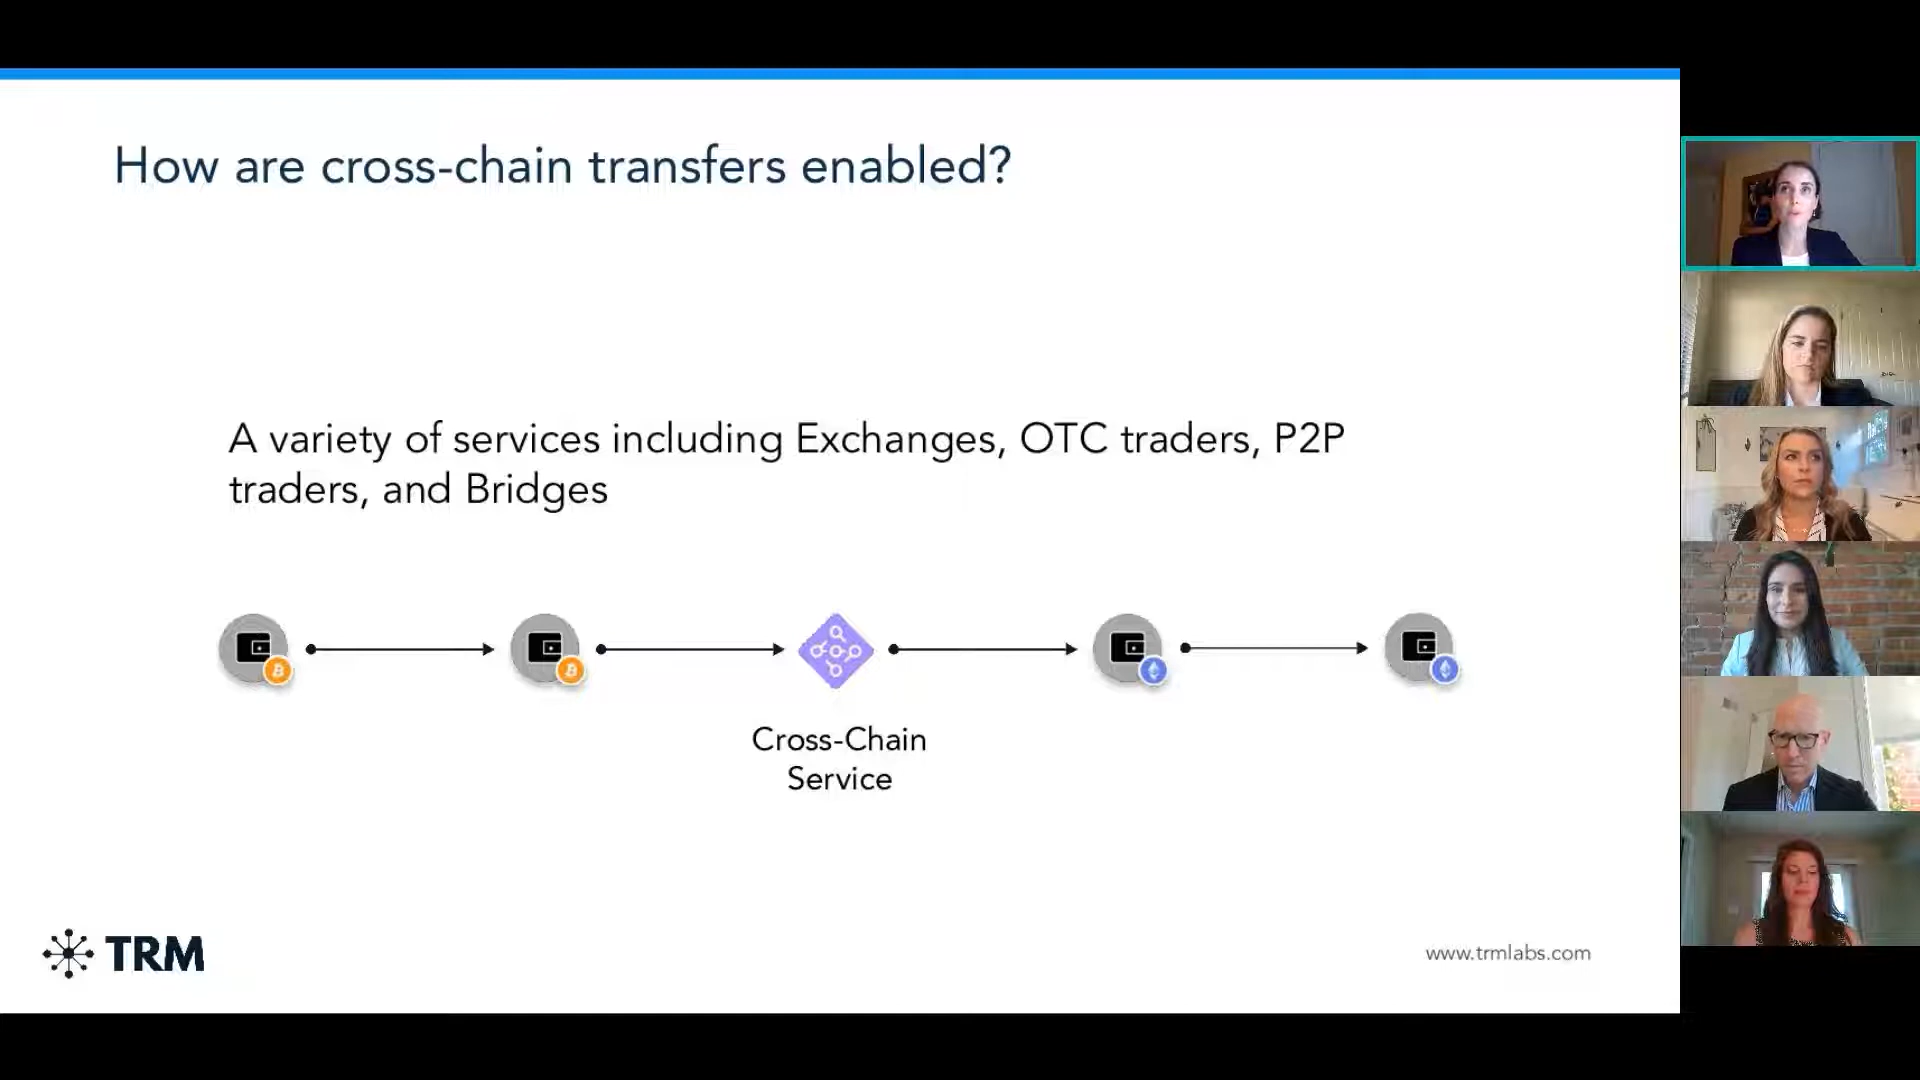 How are cross-chain transfers enabled?
A variety of services including Exchanges, OTC traders, P2P
traders, and Bridges
Cross-Chain
Service
TRM
www.trmlabs.com